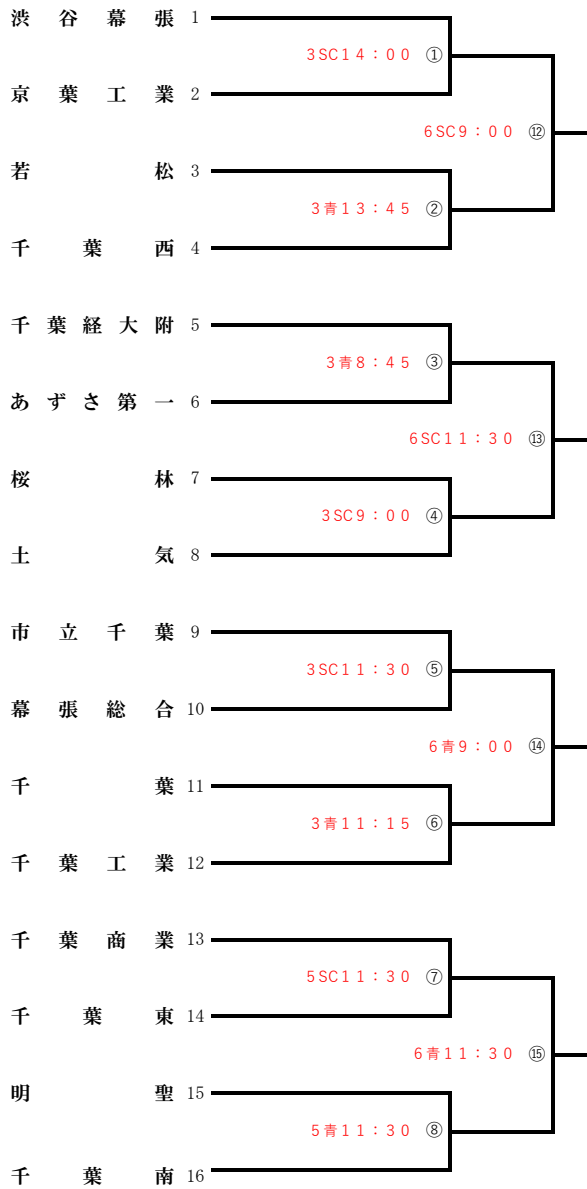 渋谷幕張 1
3SC14：00 ①
京葉工業 2
6SC9：00 ⑫
若松 3
3青13：45 ②
千葉西 4
千葉経大附 5
3青8：45 ③
あずさ第一 6
6SC11：30 ⑬
桜林 7
3SC9：00 ④
土気 8
市立千葉 9
3SC11：30 ⑤
幕張総合 10
6青9：00 ⑭
千葉 11
3青11：15 ⑥
千葉工業 12
千葉商業 13
5SC11：30 ⑦
千葉東 14
6青11：30 ⑮
明聖 15
5青11：30 ⑧
千葉南 16